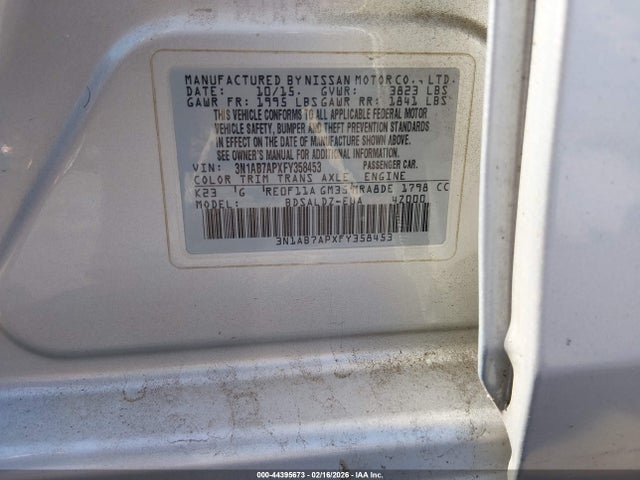 MANUFACTURED BY NISSAN MOTOR CO., LTD.
DATE: 10/15 GVWR: 3823 LBS
GAWR FR: 1995 LBS GAWR RR: 1841 LBS
THIS VEHICLE CONFORMS TO ALL APPLICABLE FEDERAL MOTOR
VEHICLE SAFETY, BUMPER AND THEFT PREVENTION STANDARDS
IN EFFECT ON THE DATE OF MANUFACTURE SHOWN ABOVE.
SEE OWNER'S MANUAL FOR ADDITIONAL INFORMATION
VIN: 3N1AB7APXFY358453 PASSENGER CAR.
COLOR TRIM TRANS AXLE ENGINE
K23 G RE0F11A GM35 MRA8DE 1798 CC
MODEL: BDSALDZ-EUA 47000
3N1AB7APXFY358453
000-44395673 - 02/16/2026 - IAA Inc.